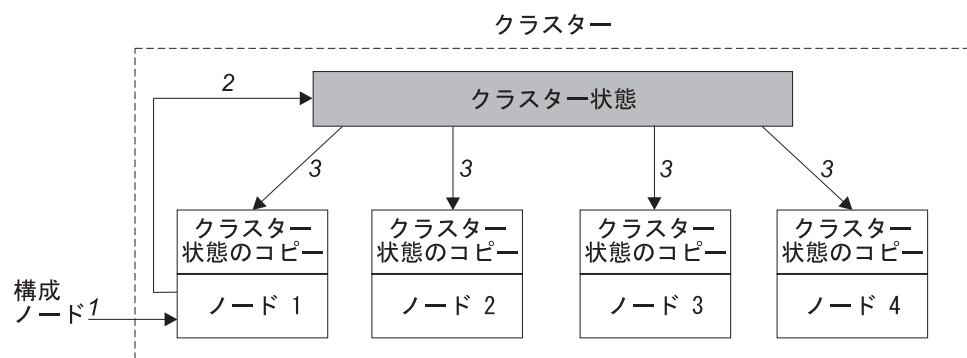 クラスター
2
クラスター状態
3
3
3
3
クラスター
状態のコピー
クラスター
状態のコピー
クラスター
状態のコピー
クラスター
状態のコピー
構成
ノード
1
ノード 1
ノード 2
ノード 3
ノード 4